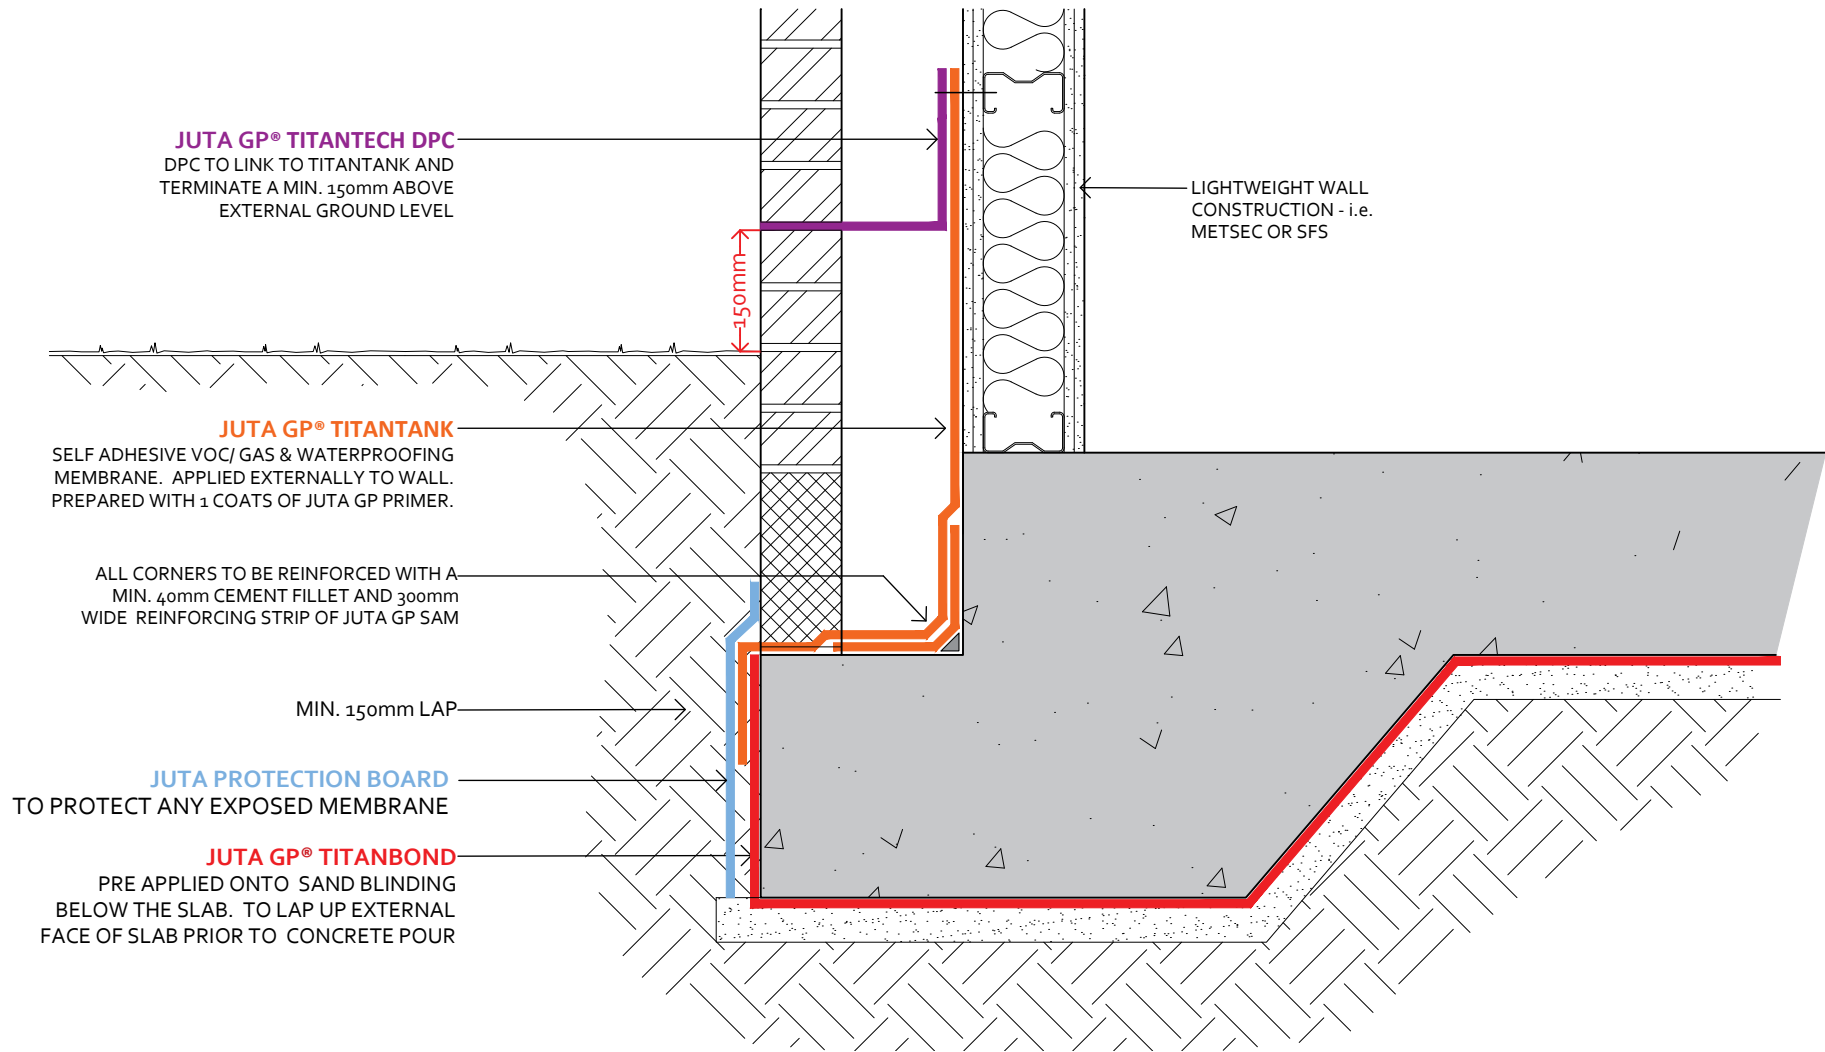 JUTA GP® TITANTECH DPC
DPC TO LINK TO TITANTANK AND
TERMINATE A MIN. 150mm ABOVE
EXTERNAL GROUND LEVEL
LIGHTWEIGHT WALL
CONSTRUCTION - i.e.
METSEC OR SFS
150mm
JUTA GP® TITANTANK
SELF ADHESIVE VOC/ GAS & WATERPROOFING
MEMBRANE. APPLIED EXTERNALLY TO WALL.
PREPARED WITH 1 COATS OF JUTA GP PRIMER.
ALL CORNERS TO BE REINFORCED WITH A
MIN. 40mm CEMENT FILLET AND 300mm
WIDE REINFORCING STRIP OF JUTA GP SAM
MIN. 150mm LAP
JUTA PROTECTION BOARD
TO PROTECT ANY EXPOSED MEMBRANE
JUTA GP® TITANBOND
PRE APPLIED ONTO SAND BLINDING
BELOW THE SLAB. TO LAP UP EXTERNAL
FACE OF SLAB PRIOR TO CONCRETE POUR